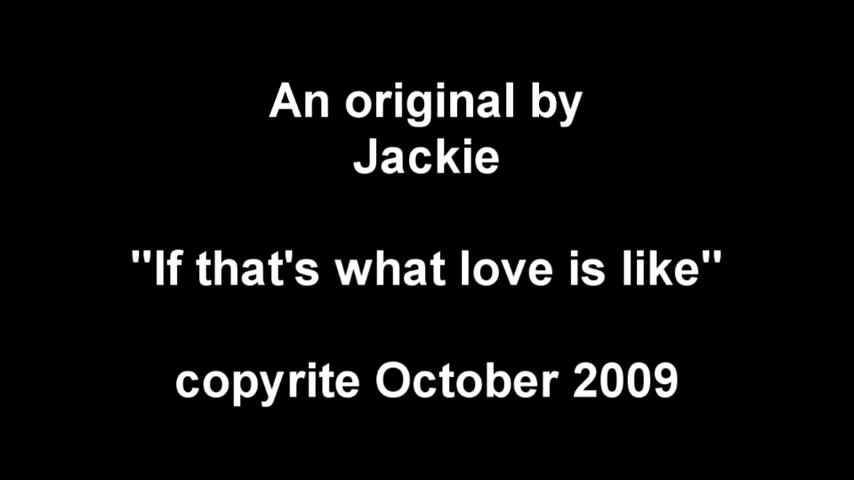 An original by
Jackie
"If that's what love is like"
copyrite October 2009